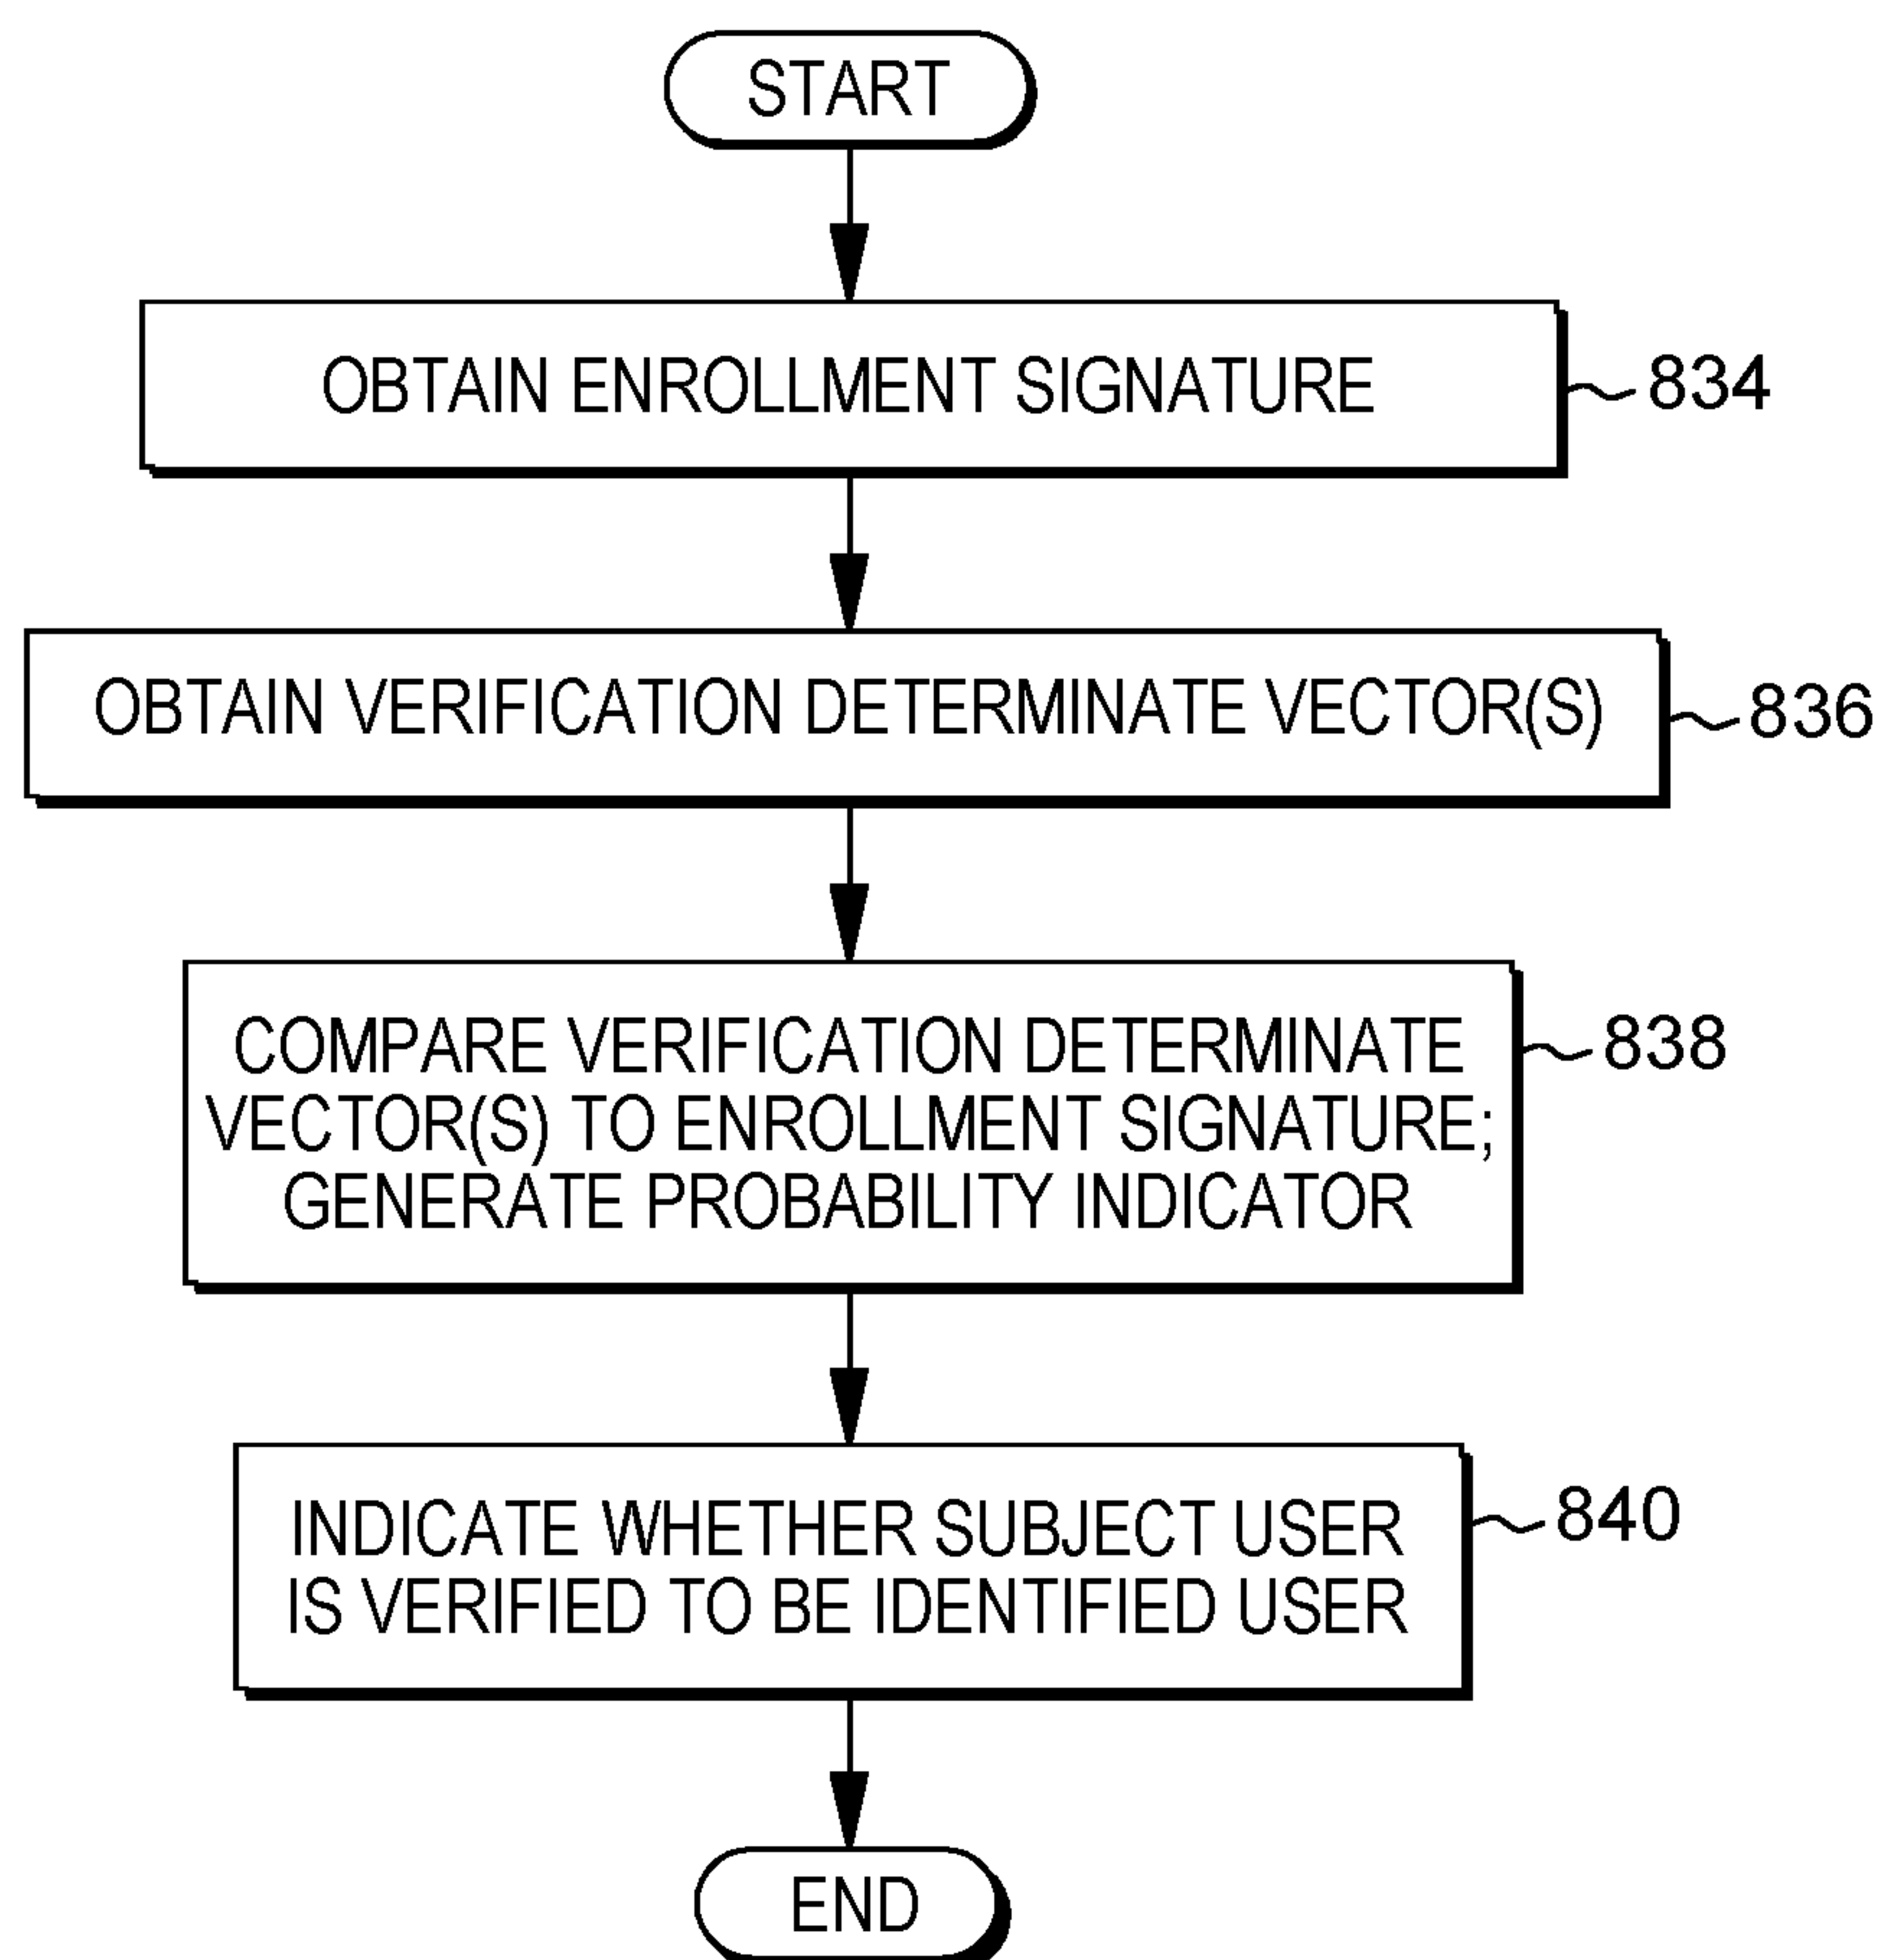 START
OBTAIN ENROLLMENT SIGNATURE
834
OBTAIN VERIFICATION DETERMINATE VECTOR(S)
836
COMPARE VERIFICATION DETERMINATE
VECTOR(S) TO ENROLLMENT SIGNATURE;
GENERATE PROBABILITY INDICATOR
838
INDICATE WHETHER SUBJECT USER
IS VERIFIED TO BE IDENTIFIED USER
840
END